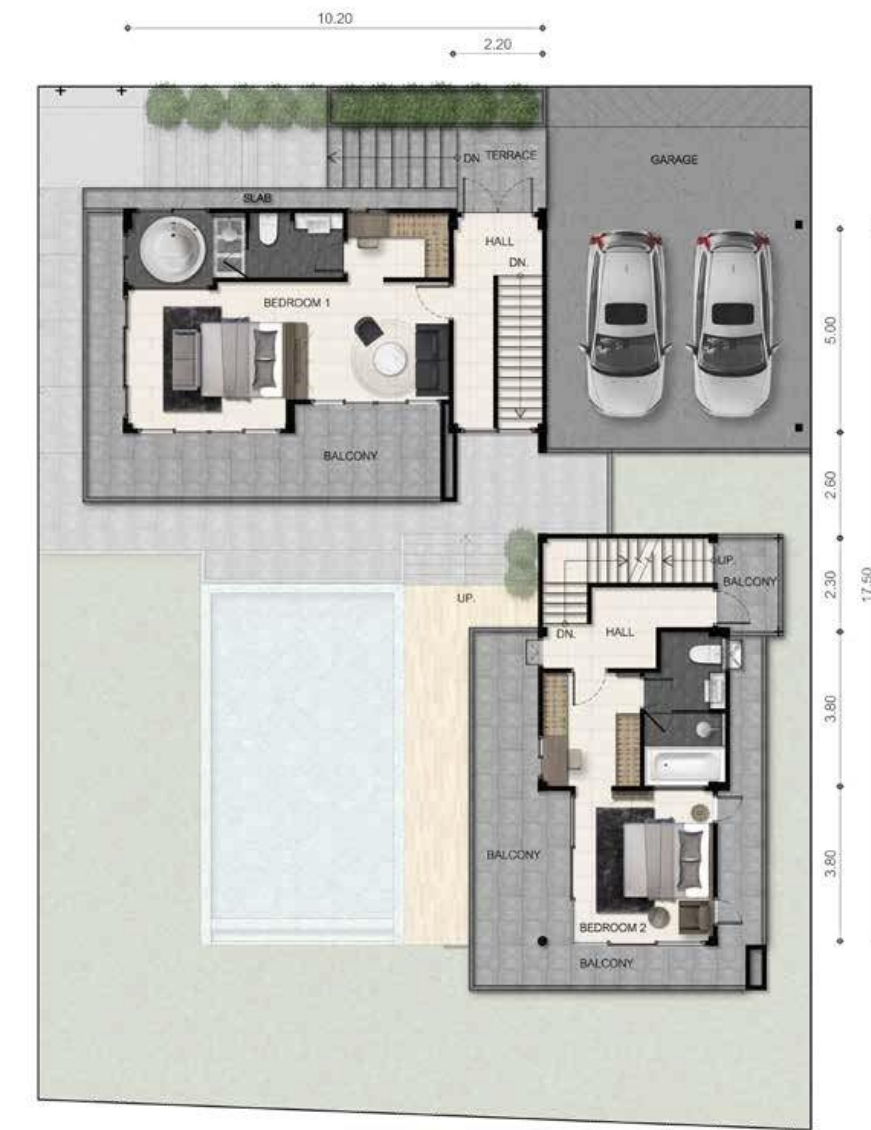 10.20
2.20
DN
TERRACE
GARAGE
SLAB
HALL
DN.
BEDROOM 1
5.00
BALCONY
2.60
17.50
UP.
BALCONY
2.30
UP.
DN.
HALL
3.80
BALCONY
3.80
BEDROOM 2
BALCONY